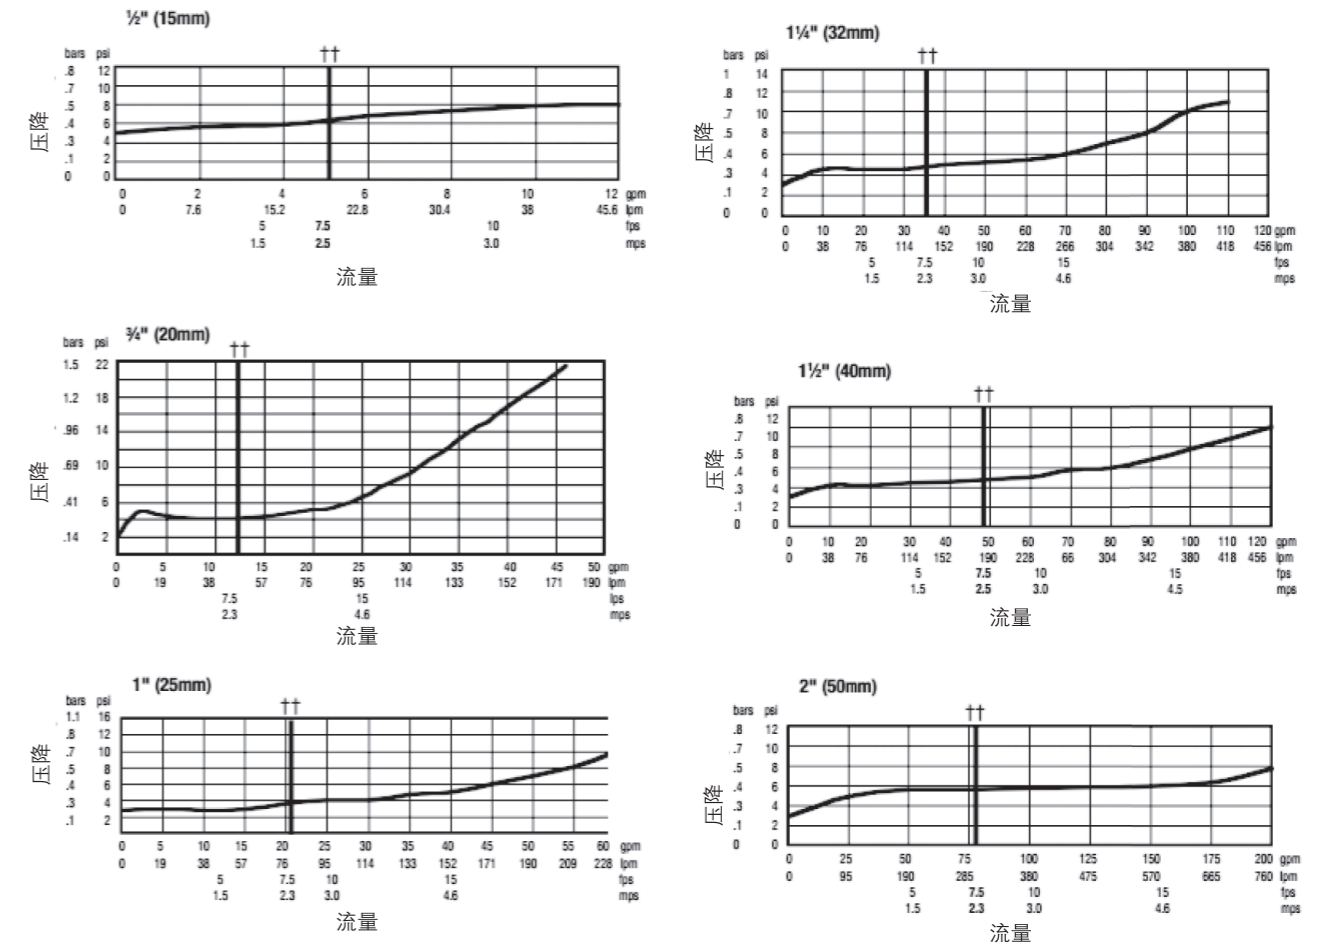 ½" (15mm)
††
bars psi
.8 12
.7 10
.5 8
.4 6
.3 4
.1 2
0 0
压降
0 2 4 6 8 10 12 gpm
0 7.6 15.2 22.8 30.4 38 45.6 lpm
5 7.5 10 fps
1.5 2.5 3.0 mps
流量
¾" (20mm)
††
bars psi
1.5 22
1.2 18
.96 14
.69 10
.41 6
.14 2
压降
0 5 10 15 20 25 30 35 40 45 50 gpm
0 19 38 57 76 95 114 133 152 171 190 lpm
7.5 15 lps
2.3 4.6 mps
流量
1" (25mm)
††
bars psi
1.1 16
.8 12
.7 10
.5 8
.4 6
.3 4
.1 2
压降
0 5 10 15 20 25 30 35 40 45 50 55 60 gpm
0 19 38 57 76 95 114 133 152 171 190 209 228 lpm
5 7.5 10 15 fps
1.5 2.3 3.0 4.6 mps
流量
1¼" (32mm)
††
bars psi
1 14
.8 12
.7 10
.5 8
.4 6
.3 4
.1 2
0 0
压降
0 10 20 30 40 50 60 70 80 90 100 110 120 gpm
0 38 76 114 152 190 228 266 304 342 380 418 456 lpm
5 7.5 10 15 fps
1.5 2.3 3.0 4.6 mps
流量
1½" (40mm)
††
bars psi
.8 12
.7 10
.5 8
.4 6
.3 4
.1 2
0 0
压降
0 10 20 30 40 50 60 70 80 90 100 110 120 gpm
0 38 76 114 152 190 228 66 304 342 380 418 456 lpm
5 7.5 10 15 fps
1.5 2.5 3.0 4.5 mps
流量
2" (50mm)
††
bars psi
.8 12
.7 10
.5 8
.4 6
.3 4
.1 2
0 0
压降
0 25 50 75 100 125 150 175 200 gpm
0 95 190 285 380 475 570 665 760 lpm
5 7.5 10 15 fps
1.5 2.3 3.0 4.6 mps
流量